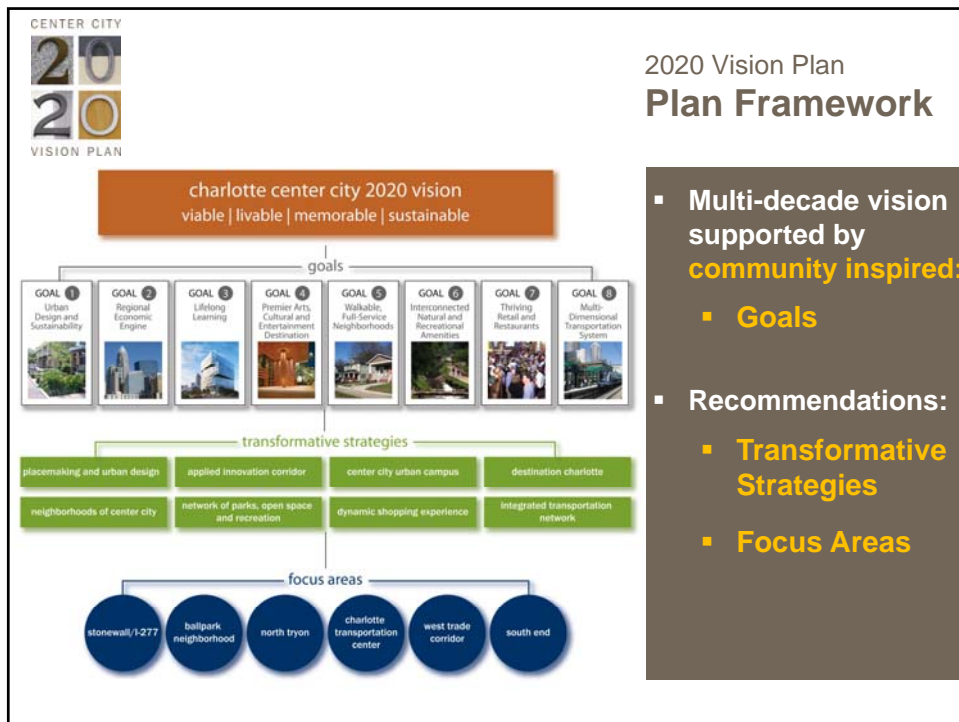 CENTER CITY
20
20
VISION PLAN
2020 Vision Plan
Plan Framework
charlotte center city 2020 vision
viable | livable | memorable | sustainable
goals
GOAL 1
Urban
Design and
Sustainability
GOAL 2
Regional
Economic
Engine
GOAL 3
Lifelong
Learning
GOAL 4
Premier Arts,
Cultural and
Entertainment
Destination
GOAL 5
Walkable,
Full-Service
Neighborhoods
GOAL 6
Interconnected
Natural and
Recreational
Amenities
GOAL 7
Thriving
Retail and
Restaurants
GOAL 8
Multi-
Dimensional
Transportation
System
transformative strategies
placemaking and urban design
applied innovation corridor
center city urban campus
destination charlotte
neighborhoods of center city
network of parks, open space
and recreation
dynamic shopping experience
integrated transportation
network
focus areas
stonewall/I-277
ballpark
neighborhood
north tryon
charlotte
transportation
center
west trade
corridor
south end
▪ Multi-decade vision
supported by
community inspired:
▪ Goals
▪ Recommendations:
▪ Transformative
Strategies
▪ Focus Areas